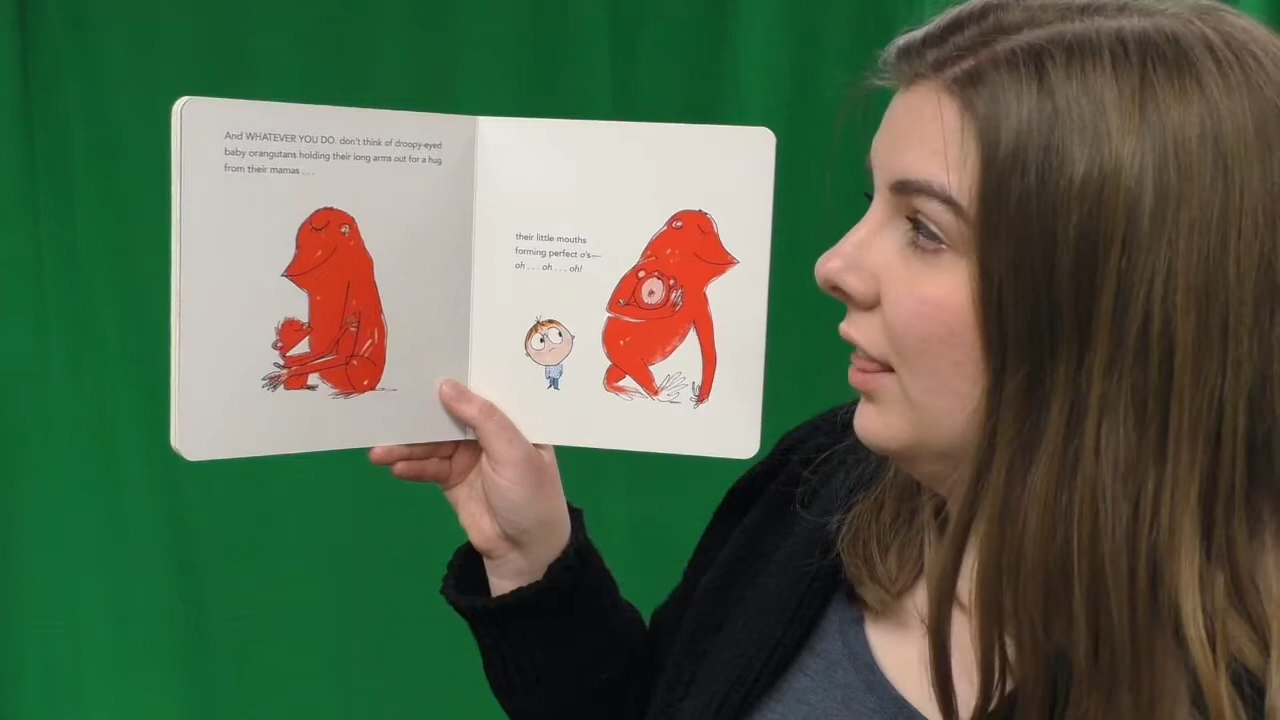 And WHATEVER YOU DO, don't think of droopy-eyed
baby orangutans holding their long arms out for a hug
from their mamas . . .
their little mouths
forming perfect o's—
oh . . . oh . . . oh!